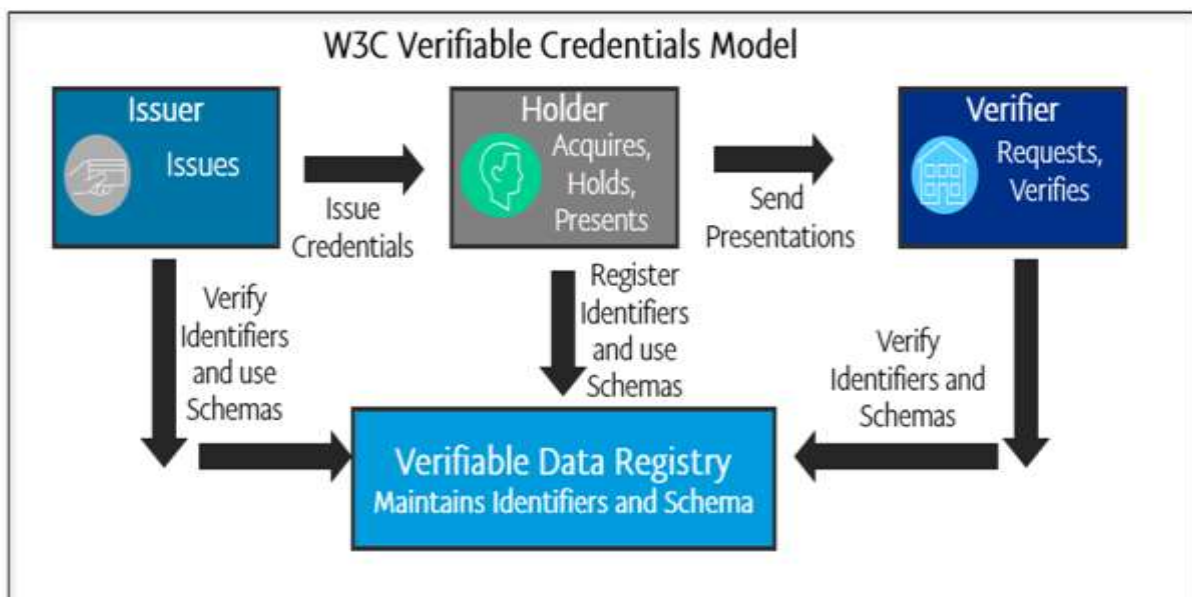 W3C Verifiable Credentials Model
Issuer
Issues
Issue
Credentials
Holder
Acquires,
Holds,
Presents
Send
Presentations
Verifier
Requests,
Verifies
Verify
Identifiers
and use
Schemas
Register
Identifiers
and use
Schemas
Verify
Identifiers and
Schemas
Verifiable Data Registry
Maintains Identifiers and Schema